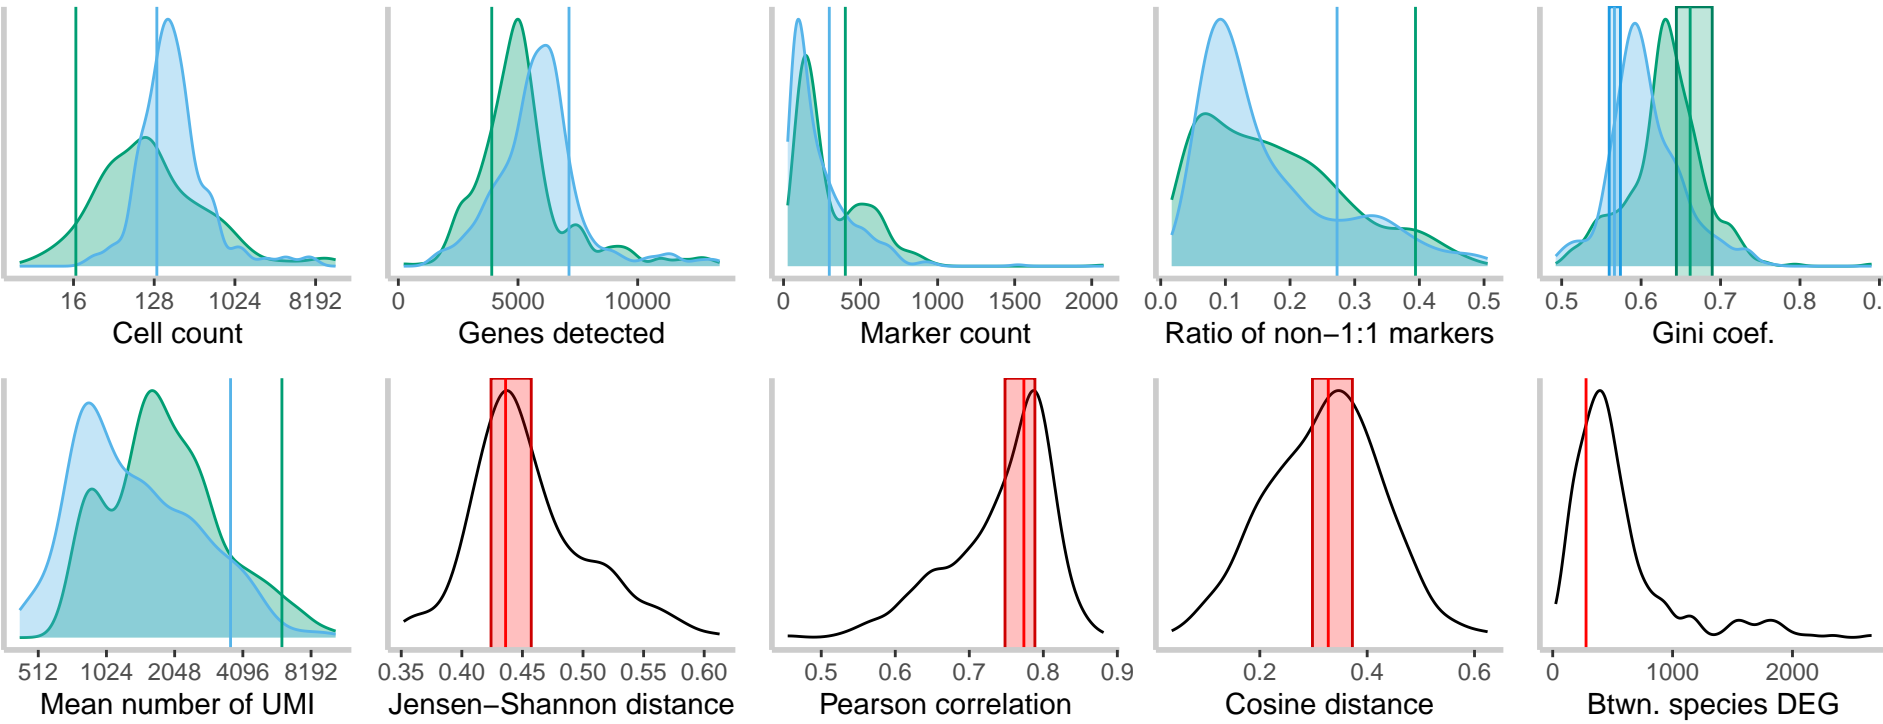 16 128 1024 8192
Cell count
0 5000 10000
Genes detected
0 500 1000 1500 2000
Marker count
0.0 0.1 0.2 0.3 0.4 0.5
Ratio of non−1:1 markers
0.5 0.6 0.7 0.8 0.
Gini coef.
512 1024 2048 4096 8192
Mean number of UMI
0.35 0.40 0.45 0.50 0.55 0.60
Jensen−Shannon distance
0.5 0.6 0.7 0.8 0.9
Pearson correlation
0.2 0.4 0.6
Cosine distance
0 1000 2000
Btwn. species DEG